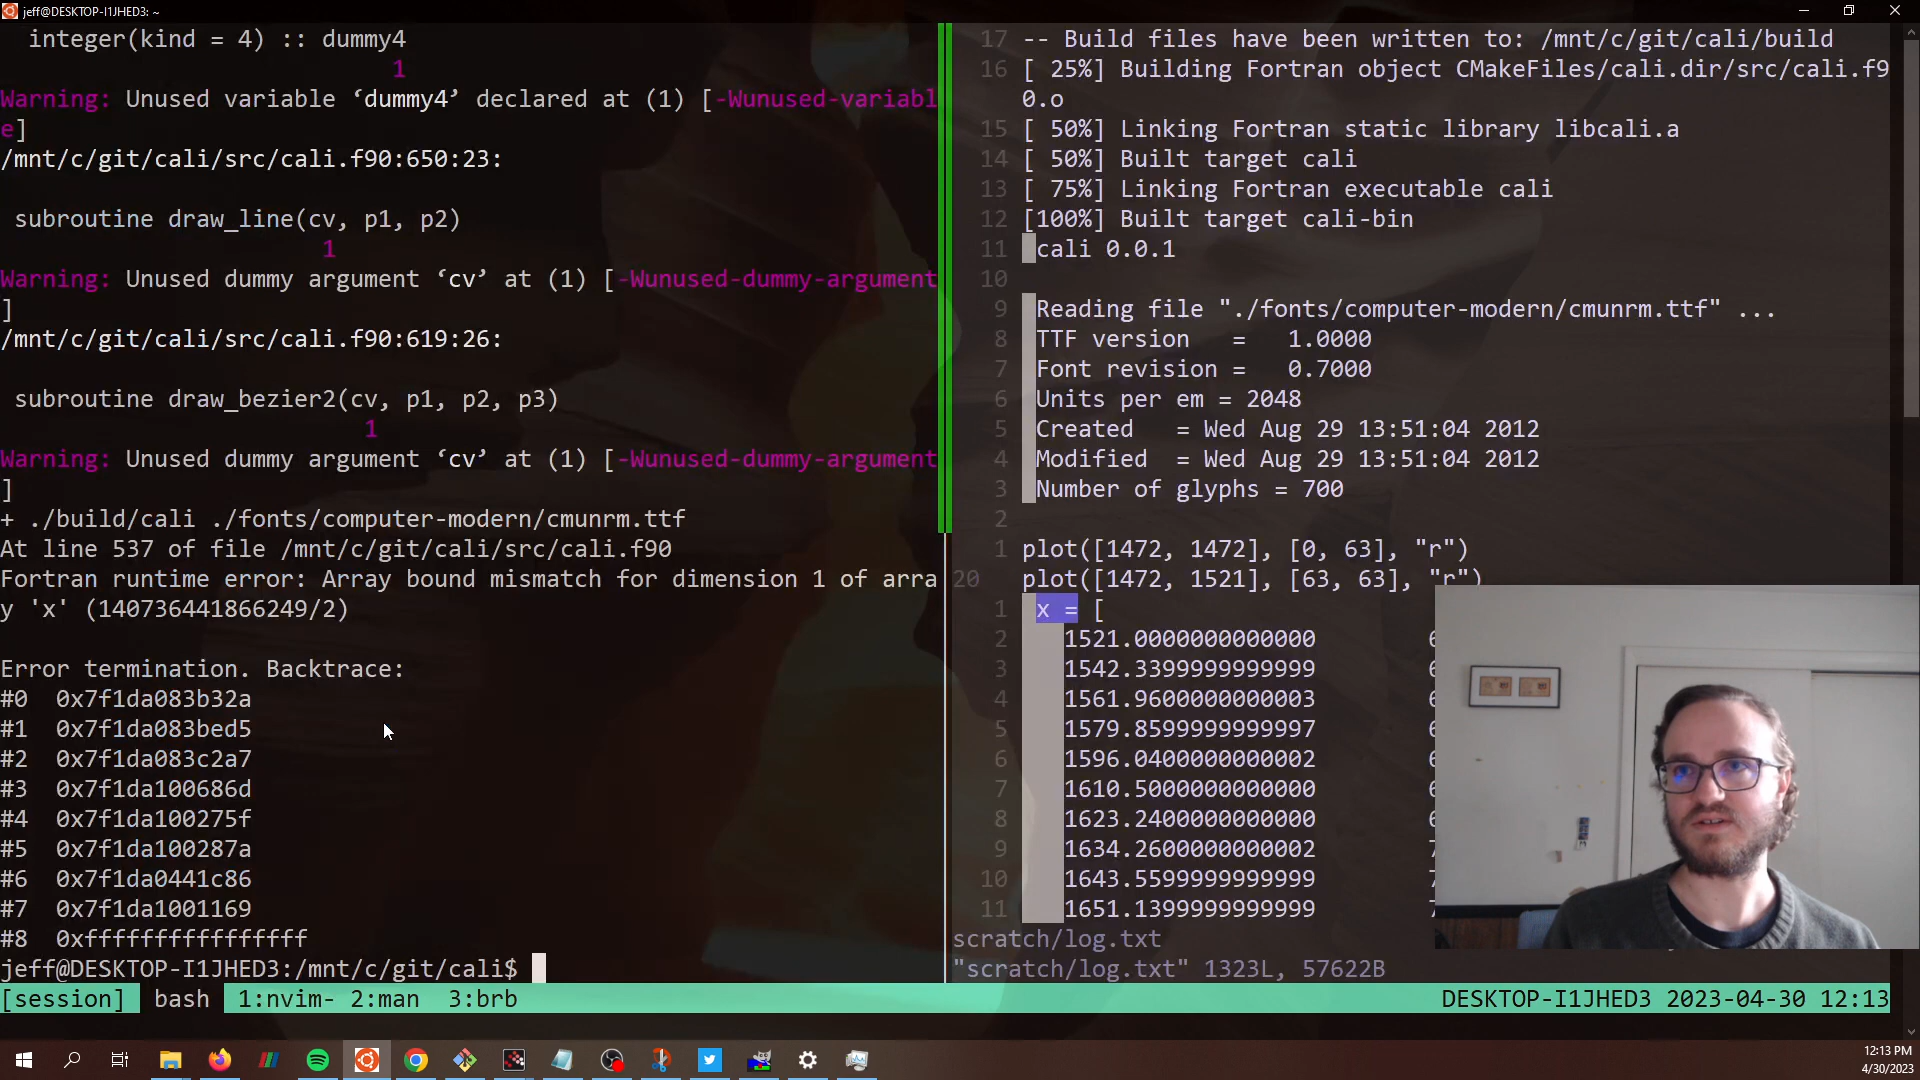 jeff@DESKTOP-I1JHED3: ~
integer(kind = 4) :: dummy4
1
Warning: Unused variable ‘dummy4’ declared at (1) [-Wunused-variabl
e]
/mnt/c/git/cali/src/cali.f90:650:23:
subroutine draw_line(cv, p1, p2)
1
Warning: Unused dummy argument ‘cv’ at (1) [-Wunused-dummy-argument
]
/mnt/c/git/cali/src/cali.f90:619:26:
subroutine draw_bezier2(cv, p1, p2, p3)
1
Warning: Unused dummy argument ‘cv’ at (1) [-Wunused-dummy-argument
]
+ ./build/cali ./fonts/computer-modern/cmunrm.ttf
At line 537 of file /mnt/c/git/cali/src/cali.f90
Fortran runtime error: Array bound mismatch for dimension 1 of arra
y 'x' (140736441866249/2)
Error termination. Backtrace:
#0  0x7f1da083b32a
#1  0x7f1da083bed5
#2  0x7f1da083c2a7
#3  0x7f1da100686d
#4  0x7f1da100275f
#5  0x7f1da100287a
#6  0x7f1da0441c86
#7  0x7f1da1001169
#8  0xffffffffffffffff
jeff@DESKTOP-I1JHED3:/mnt/c/git/cali$
17 -- Build files have been written to: /mnt/c/git/cali/build
16 [ 25%] Building Fortran object CMakeFiles/cali.dir/src/cali.f9
0.o
15 [ 50%] Linking Fortran static library libcali.a
14 [ 50%] Built target cali
13 [ 75%] Linking Fortran executable cali
12 [100%] Built target cali-bin
11 cali 0.0.1
10
9 Reading file "./fonts/computer-modern/cmunrm.ttf" ...
8 TTF version   =   1.0000
7 Font revision =   0.7000
6 Units per em = 2048
5 Created   = Wed Aug 29 13:51:04 2012
4 Modified  = Wed Aug 29 13:51:04 2012
3 Number of glyphs = 700
2
1 plot([1472, 1472], [0, 63], "r")
20 plot([1472, 1521], [63, 63], "r")
1 x = [
2 1521.0000000000000
3 1542.3399999999999
4 1561.9600000000003
5 1579.8599999999997
6 1596.0400000000002
7 1610.5000000000000
8 1623.2400000000000
9 1634.2600000000002
10 1643.5599999999999
11 1651.1399999999999
scratch/log.txt
"scratch/log.txt" 1323L, 57622B
[session] bash 1:nvim- 2:man 3:brb DESKTOP-I1JHED3 2023-04-30 12:13
12:13 PM
4/30/2023